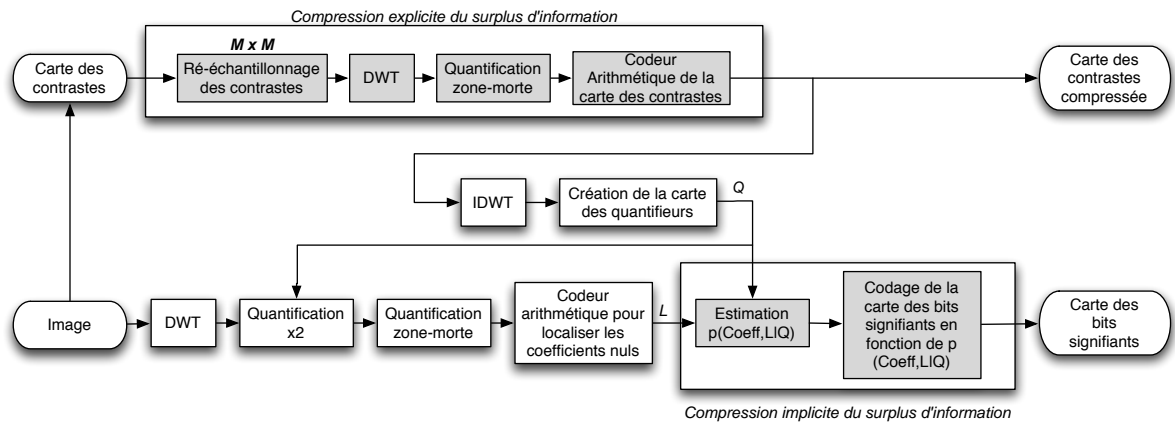 Compression explicite du surplus d'information
M x M
Carte des
contrastes
Ré-échantillonnage
des contrastes
DWT
Quantification
zone-morte
Codeur
Arithmétique de la
carte des contrastes
Carte des
contrastes
compressée
IDWT
Création de la carte
des quantifieurs
Q
Image
DWT
Quantification
x2
Quantification
zone-morte
Codeur
arithmétique pour
localiser les
coefficients nuls
L
Estimation
p(Coeff,LIQ)
Codage de la
carte des bits
signifiants en
fonction de p
(Coeff,LIQ)
Carte des
bits
signifiants
Compression implicite du surplus d'information